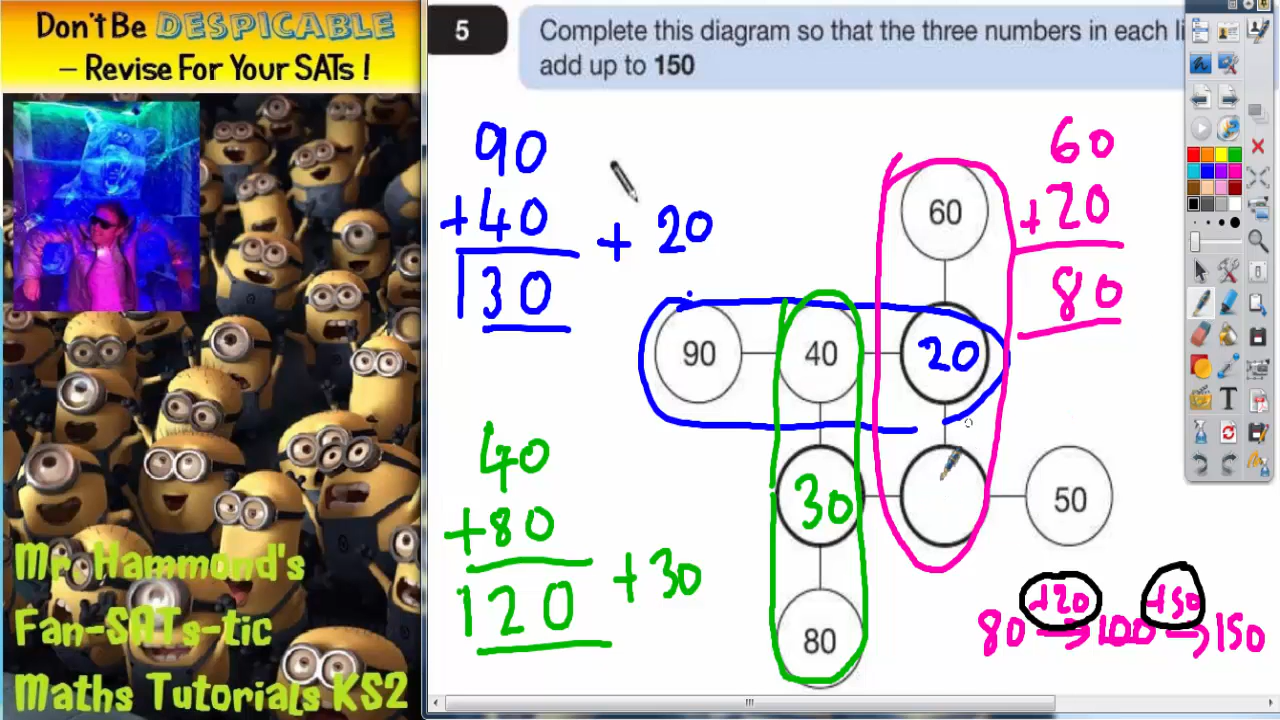 Don't Be DESPICABLE
– Revise For Your SATs !
Mr Hammond's
Fan-SATs-tic
Maths Tutorials KS2
5
Complete this diagram so that the three numbers in each li
add up to 150
90
+40
130
+ 20
60
+20
80
60
90
40
20
30
50
80
40
+80
120
+30
+20
+50
80 → 100 → 150
T